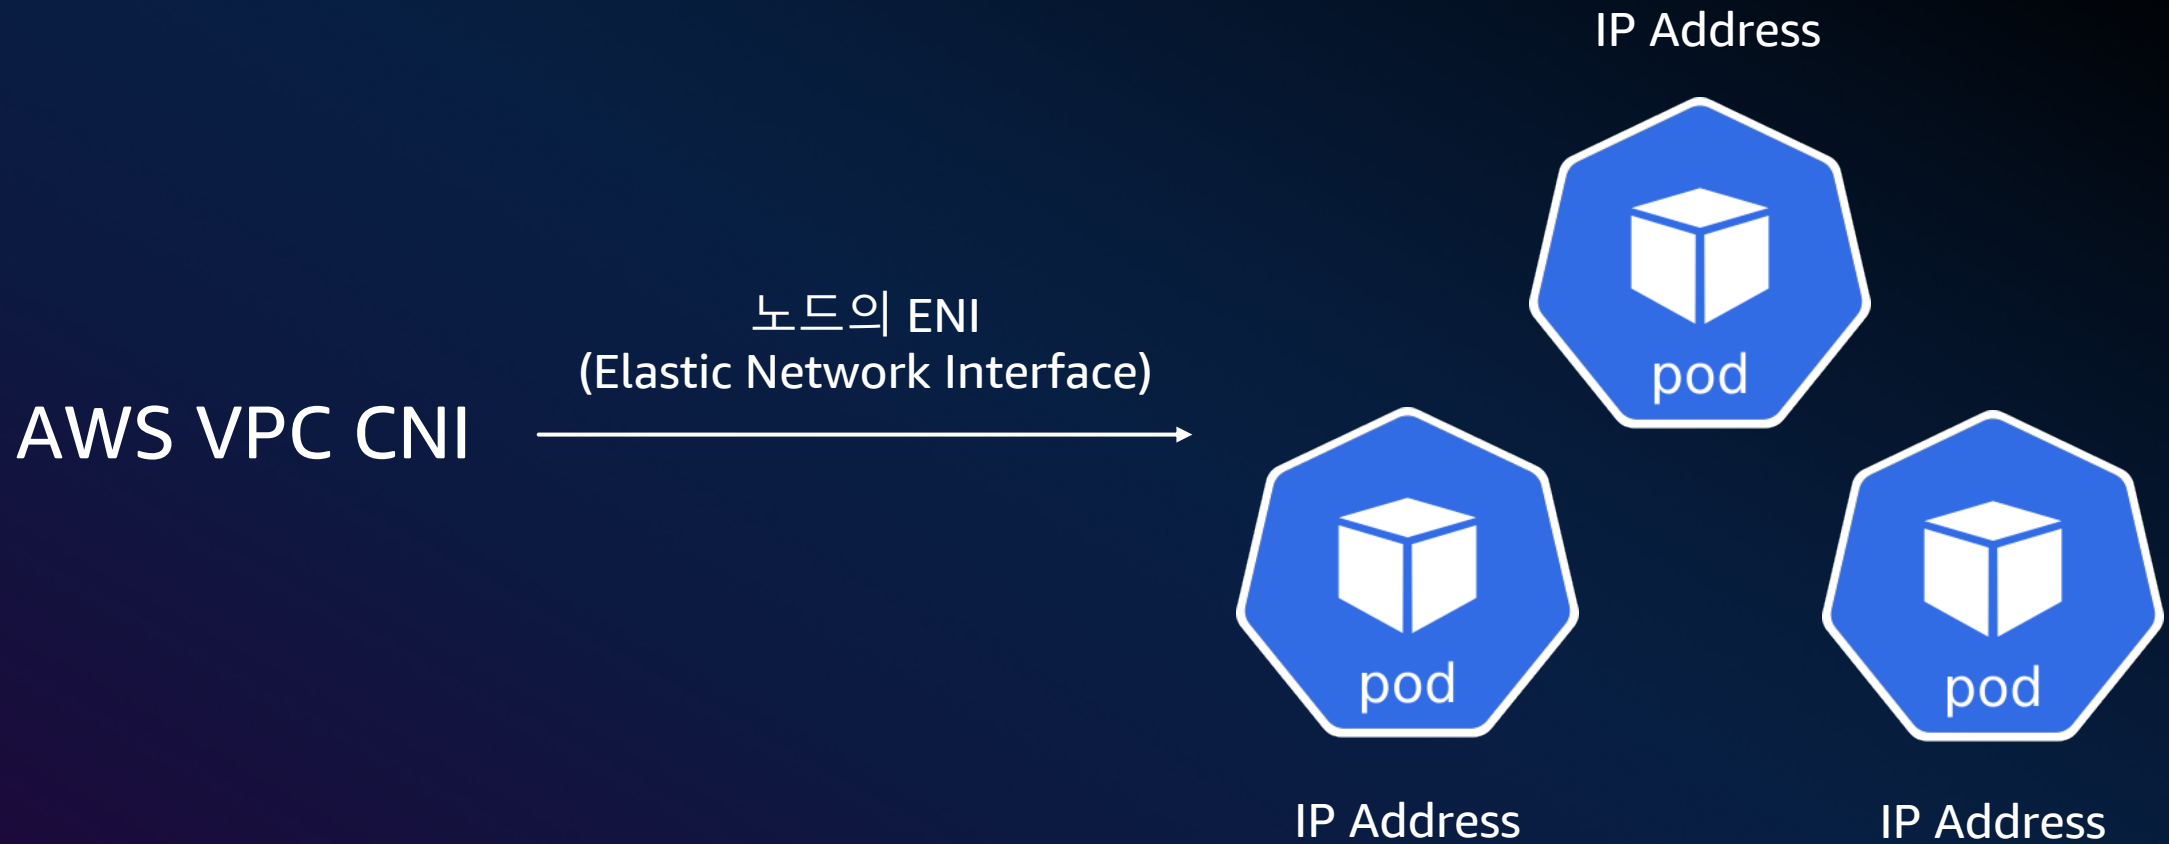 IP Address
pod
노드의 ENI
(Elastic Network Interface)
AWS VPC CNI
pod
pod
IP Address
IP Address